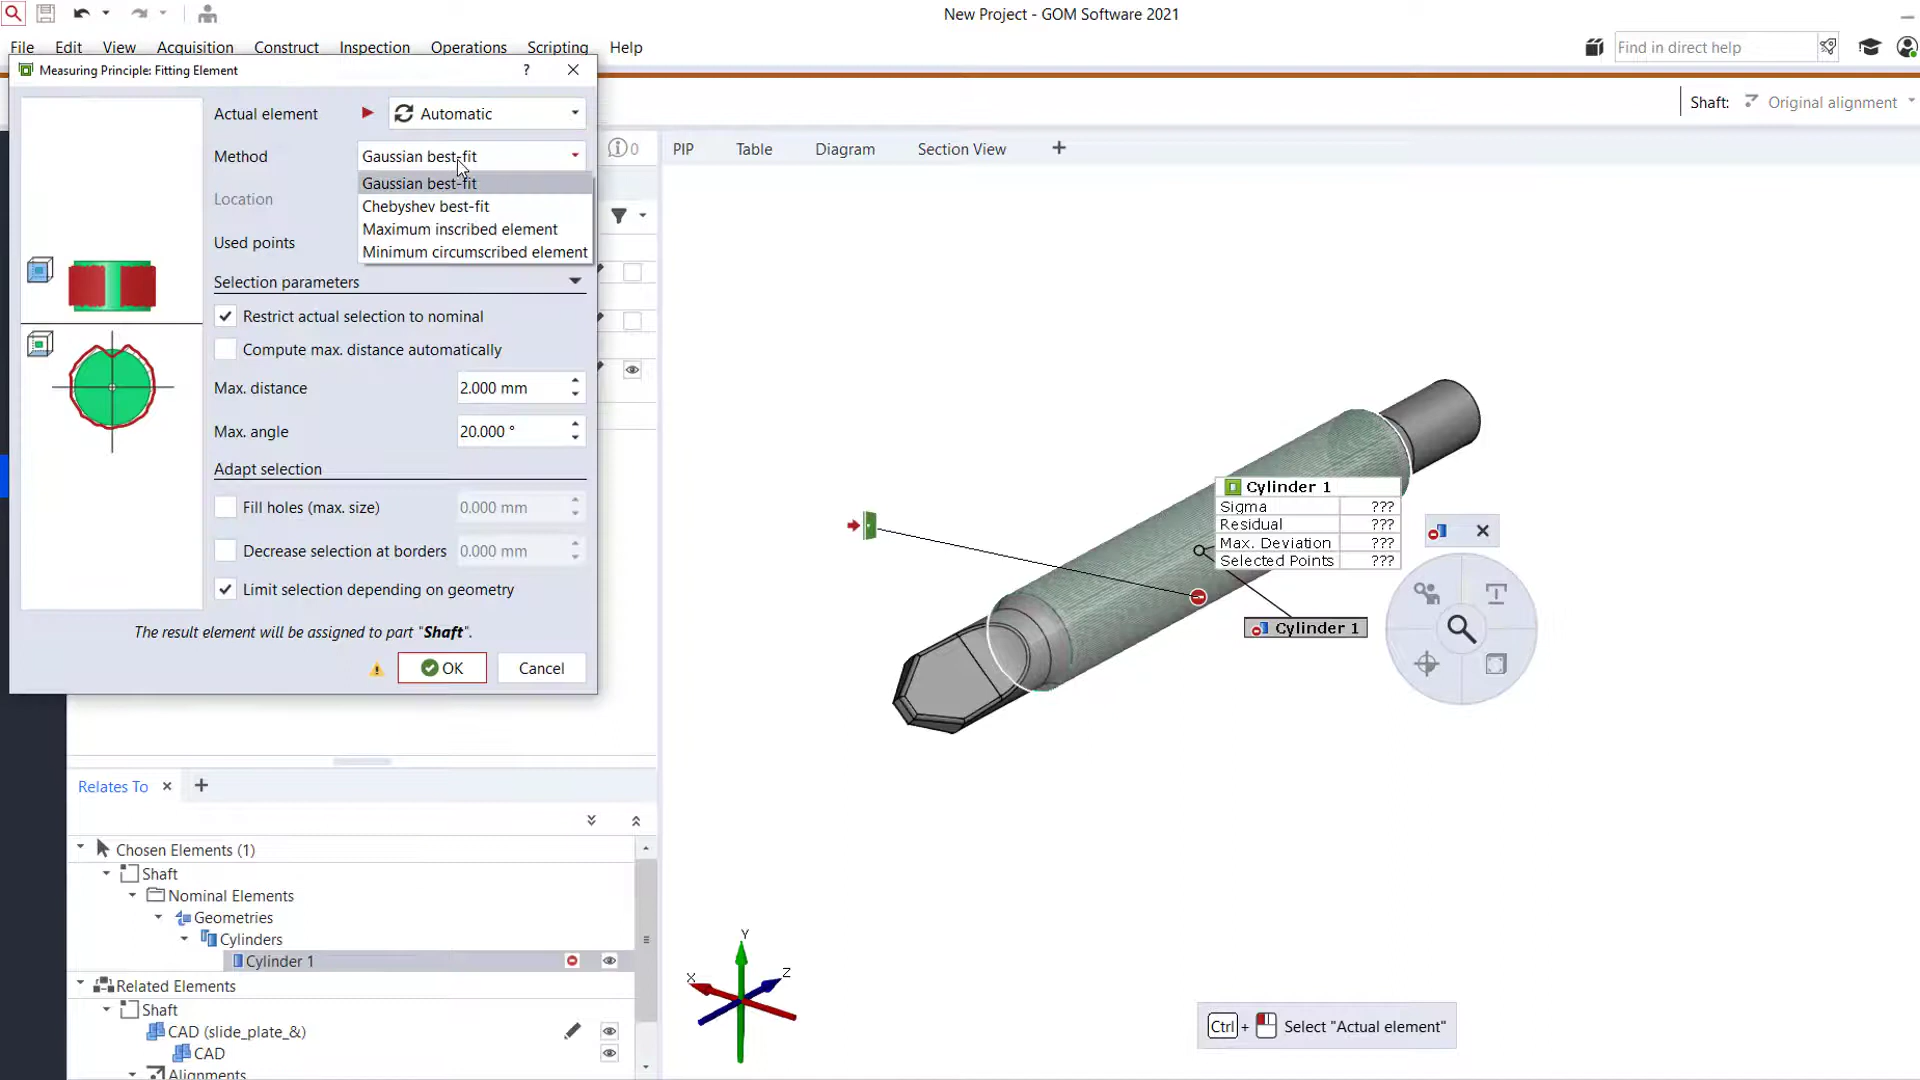 New Project - GOM Software 2021
File Edit View Acquisition Construct Inspection Operations Scripting Help
Find in direct help
Measuring Principle: Fitting Element ?
Actual element Automatic
Method Gaussian best-fit
Gaussian best-fit
Chebyshev best-fit
Maximum inscribed element
Minimum circumscribed element
Location
Used points
Selection parameters
Restrict actual selection to nominal
Compute max. distance automatically
Max. distance 2.000 mm
Max. angle 20.000 °
Adapt selection
Fill holes (max. size) 0.000 mm
Decrease selection at borders 0.000 mm
Limit selection depending on geometry
The result element will be assigned to part "Shaft".
OK Cancel
Shaft: Original alignment
0
PIP Table Diagram Section View +
Cylinder 1
Sigma ???
Residual ???
Max. Deviation ???
Selected Points ???
Cylinder 1
Relates To
Chosen Elements (1)
Shaft
Nominal Elements
Geometries
Cylinders
Cylinder 1
Related Elements
Shaft
CAD (slide_plate_&)
CAD
Alignments
Y
X
Z
Ctrl + Select "Actual element"